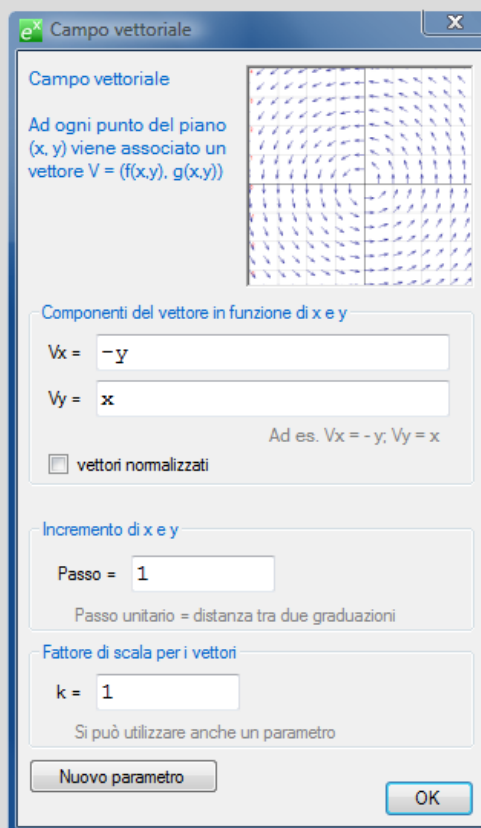 eˣ Campo vettoriale
x
Campo vettoriale
Ad ogni punto del piano
(x, y) viene associato un
vettore V = (f(x,y), g(x,y))
Componenti del vettore in funzione di x e y
Vx = -y
Vy = x
Ad es. Vx = - y; Vy = x
vettori normalizzati
Incremento di x e y
Passo = 1
Passo unitario = distanza tra due graduazioni
Fattore di scala per i vettori
k = 1
Si può utilizzare anche un parametro
Nuovo parametro
OK